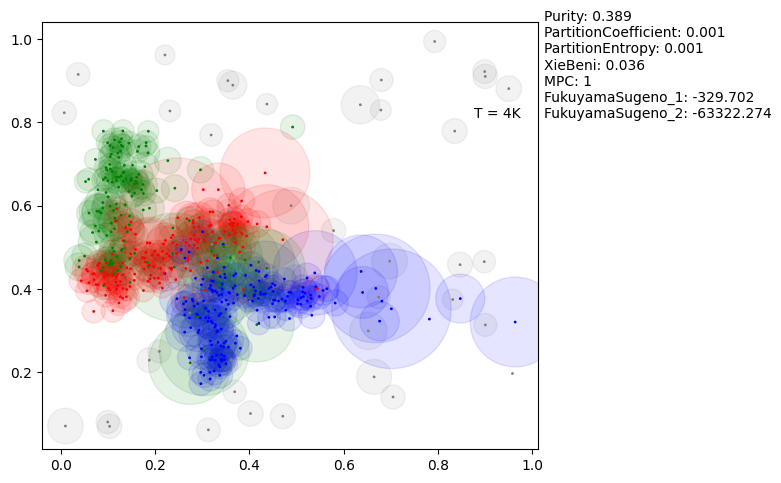 Purity: 0.389
PartitionCoefficient: 0.001
PartitionEntropy: 0.001
XieBeni: 0.036
MPC: 1
FukuyamaSugeno_1: -329.702
FukuyamaSugeno_2: -63322.274
T = 4K
1.0
0.8
0.6
0.4
0.2
0.0 0.2 0.4 0.6 0.8 1.0